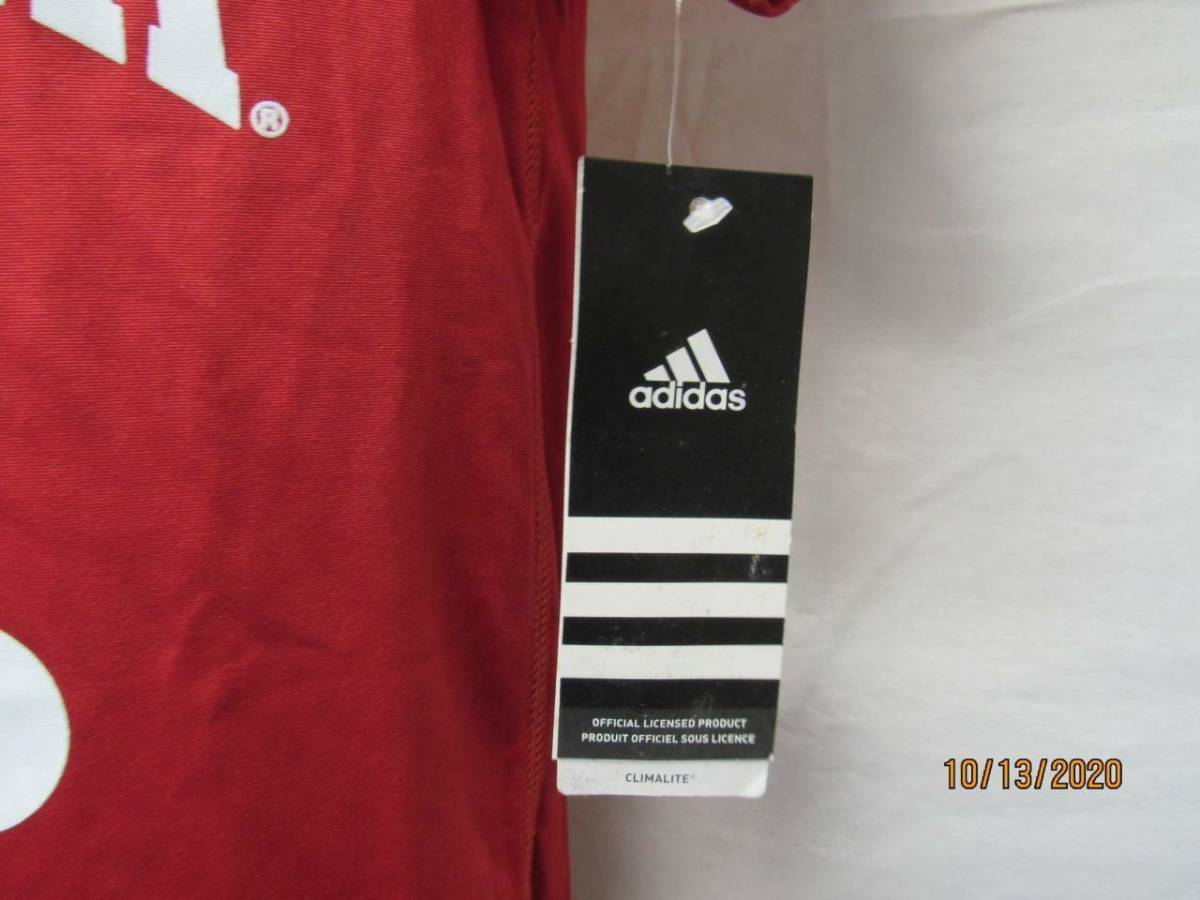 ®
adidas
OFFICIAL LICENSED PRODUCT
PRODUIT OFFICIEL SOUS LICENCE
CLIMALITE®
10/13/2020